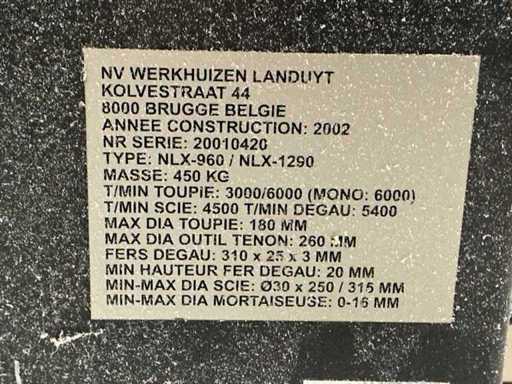 NV WERKHUIZEN LANDUYT
KOLVESTRAAT 44
8000 BRUGGE BELGIE
ANNEE CONSTRUCTION: 2002
NR SERIE: 20010420
TYPE: NLX-960 / NLX-1290
MASSE: 450 KG
T/MIN TOUPIE: 3000/6000 (MONO: 6000)
T/MIN SCIE: 4500 T/MIN DEGAU: 5400
MAX DIA TOUPIE: 180 MM
MAX DIA OUTIL TENON: 260 MM
FERS DEGAU: 310 x 25 x 3 MM
MIN HAUTEUR FER DEGAU: 20 MM
MIN-MAX DIA SCIE: Ø30 x 250 / 315 MM
MIN-MAX DIA MORTAISEUSE: 0-16 MM